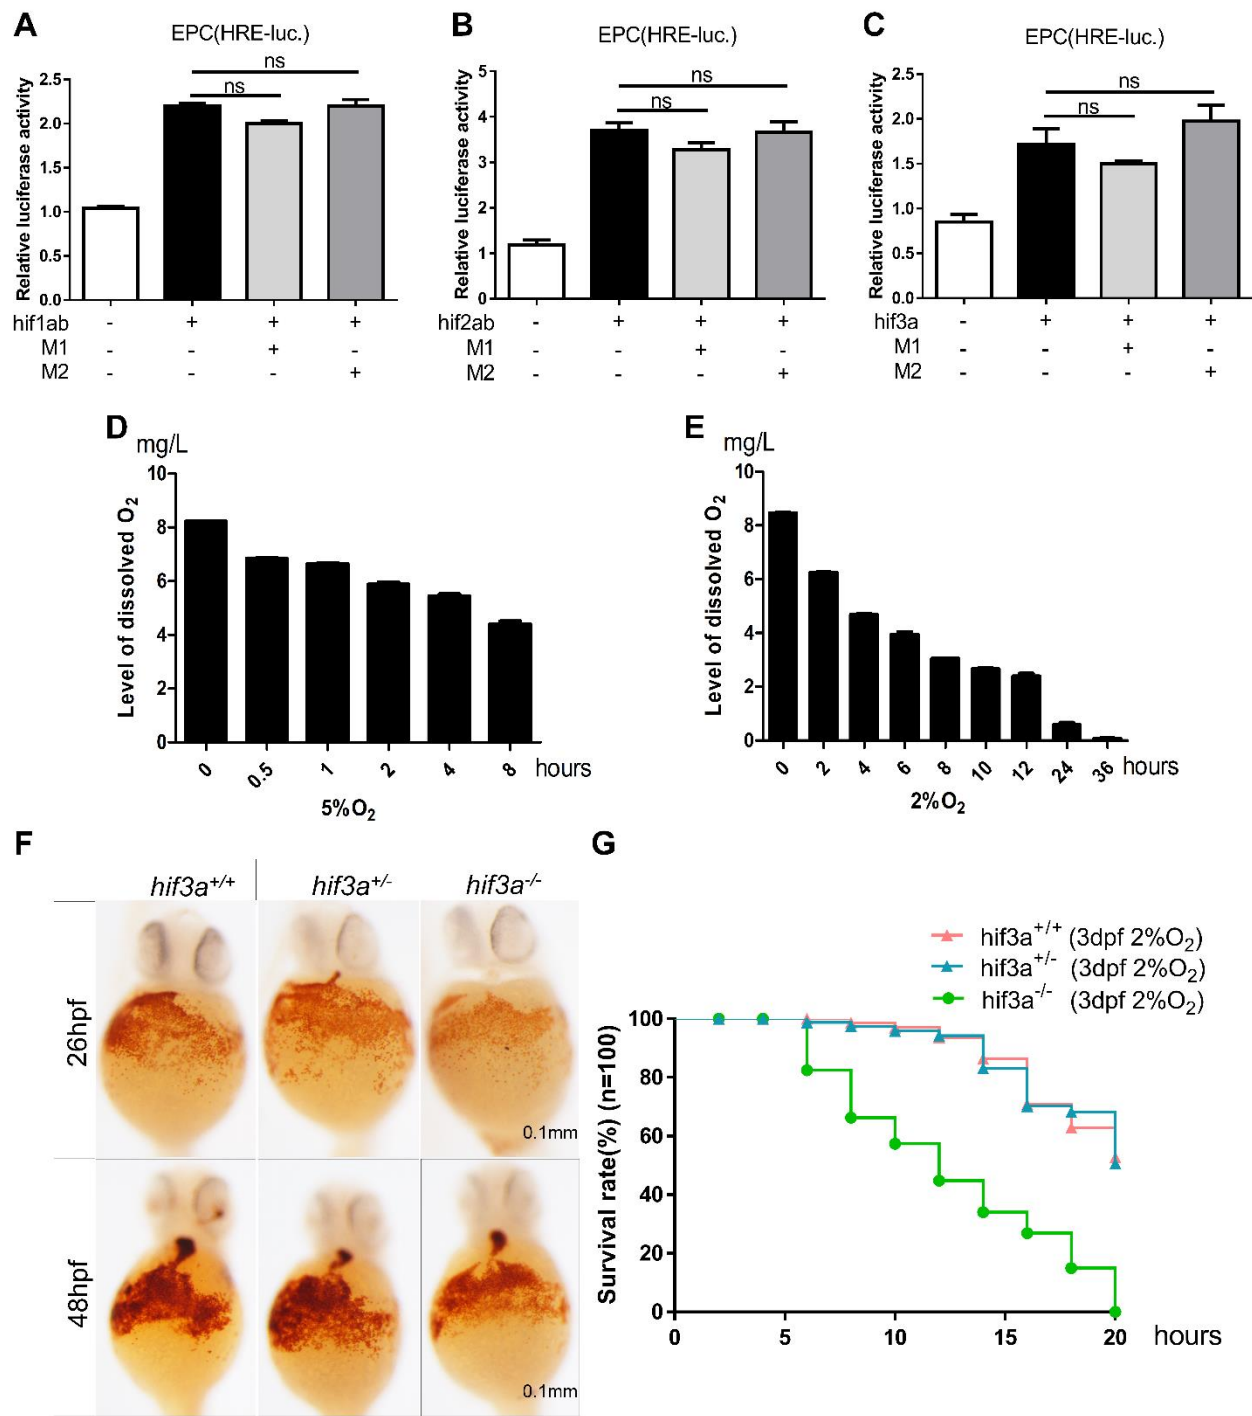 A
EPC(HRE-luc.)
Relative luciferase activity
2.5
2.0
1.5
1.0
0.5
0.0
ns
ns
hif1ab - + + +
M1 - - + -
M2 - - - +
B
EPC(HRE-luc.)
Relative luciferase activity
5
4
3
2
1
0
ns
ns
hif2ab - + + +
M1 - - + -
M2 - - - +
C
EPC(HRE-luc.)
Relative luciferase activity
2.5
2.0
1.5
1.0
0.5
0.0
ns
ns
hif3a - + + +
M1 - - + -
M2 - - - +
D
mg/L
Level of dissolved O2
10
8
6
4
2
0
0 0.5 1 2 4 8 hours
5%O2
E
mg/L
Level of dissolved O2
10
8
6
4
2
0
0 2 4 6 8 10 12 24 36 hours
2%O2
F
hif3a+/+ hif3a+/- hif3a-/-
26hpf
0.1mm
48hpf
0.1mm
G
hif3a+/+ (3dpf 2%O2)
hif3a+/- (3dpf 2%O2)
hif3a-/- (3dpf 2%O2)
Survival rate(%) (n=100)
100
80
60
40
20
0
0 5 10 15 20 hours